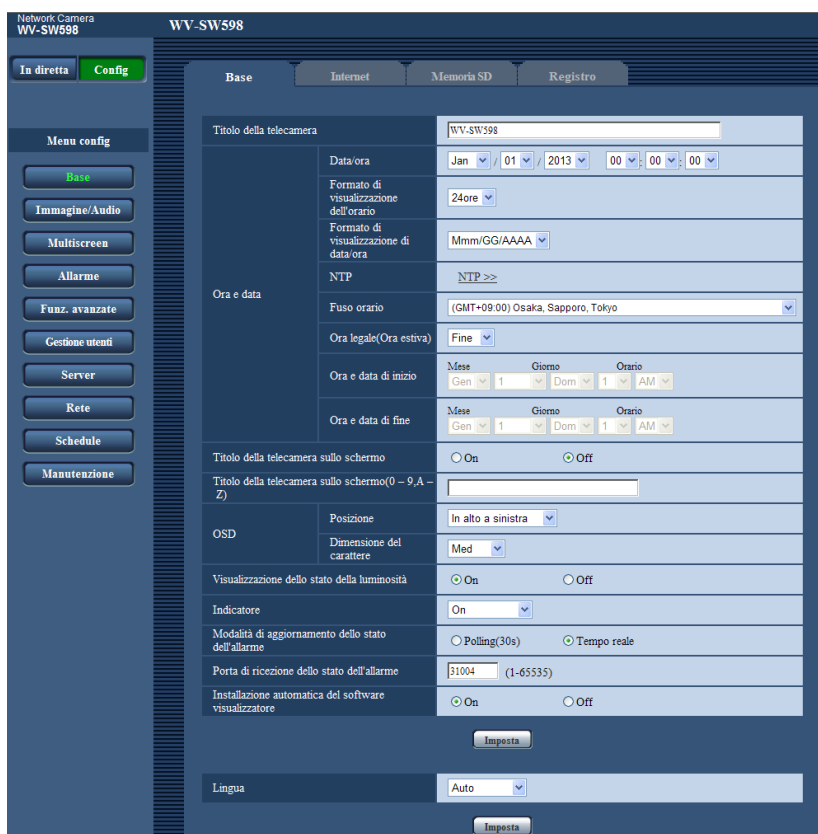 Network Camera
WV-SW598
WV-SW598
In diretta Config
Base Internet Memoria SD Registro
Menu config
Base
Immagine/Audio
Multiscreen
Allarme
Funz. avanzate
Gestione utenti
Server
Rete
Schedule
Manutenzione
Titolo della telecamera WV-SW598
Ora e data
Data/ora Jan / 01 / 2013 00 : 00 : 00
Formato di
visualizzazione
dell'orario
24ore
Formato di
visualizzazione di
data/ora
Mmm/GG/AAAA
NTP NTP >>
Fuso orario (GMT+09:00) Osaka, Sapporo, Tokyo
Ora legale(Ora estiva) Fine
Ora e data di inizio
Mese Giorno Orario
Gen 1 Dom 1 AM
Ora e data di fine
Mese Giorno Orario
Gen 1 Dom 1 AM
Titolo della telecamera sullo schermo On Off
Titolo della telecamera sullo schermo(0 – 9,A –
Z)
OSD
Posizione In alto a sinistra
Dimensione del
carattere
Med
Visualizzazione dello stato della luminosità On Off
Indicatore On
Modalità di aggiornamento dello stato
dell'allarme
Polling(30s) Tempo reale
Porta di ricezione dello stato dell'allarme 31004 (1-65535)
Installazione automatica del software
visualizzatore
On Off
Imposta
Lingua Auto
Imposta